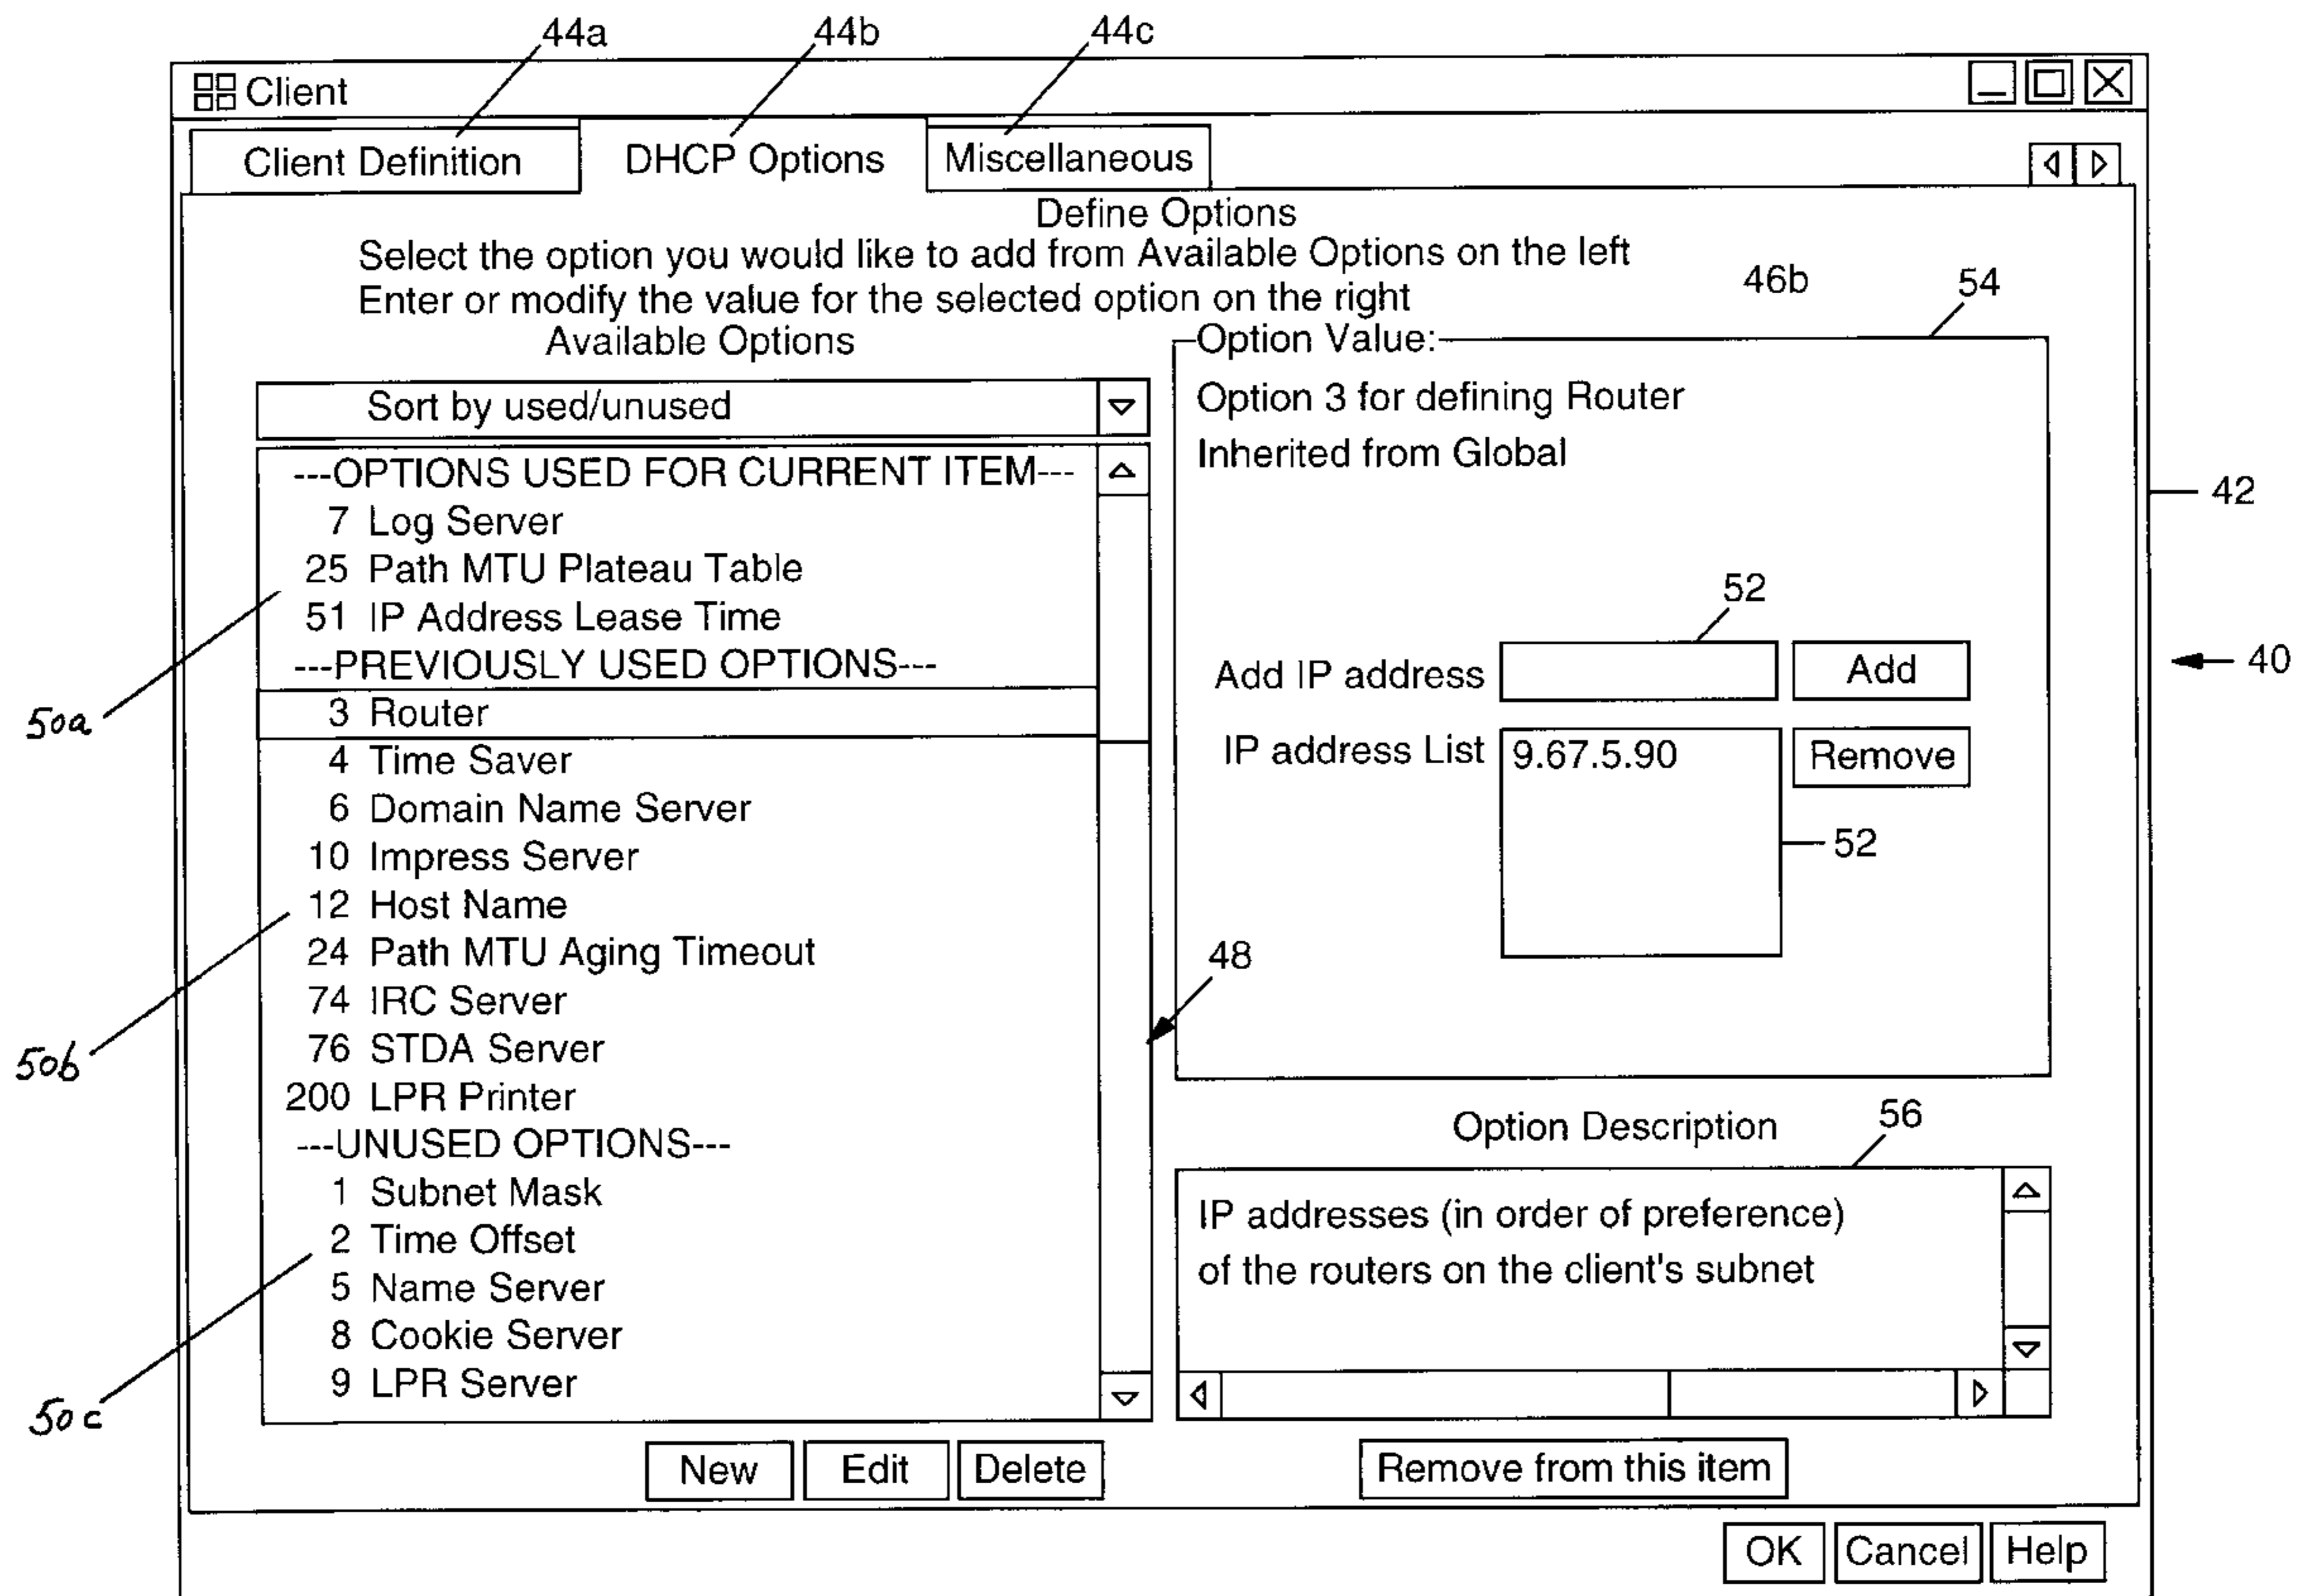 44a 44b 44c
Client
Client Definition DHCP Options Miscellaneous
Define Options
Select the option you would like to add from Available Options on the left
Enter or modify the value for the selected option on the right
46b 54
Available Options
Sort by used/unused
---OPTIONS USED FOR CURRENT ITEM---
7 Log Server
25 Path MTU Plateau Table
51 IP Address Lease Time
---PREVIOUSLY USED OPTIONS---
3 Router
4 Time Saver
6 Domain Name Server
10 Impress Server
12 Host Name
24 Path MTU Aging Timeout
74 IRC Server
76 STDA Server
200 LPR Printer
---UNUSED OPTIONS---
1 Subnet Mask
2 Time Offset
5 Name Server
8 Cookie Server
9 LPR Server
50a
50b
50c
48
New Edit Delete
Option Value:
Option 3 for defining Router
Inherited from Global
42
40
52
Add IP address Add
IP address List 9.67.5.90 Remove
52
Option Description
56
IP addresses (in order of preference)
of the routers on the client's subnet
Remove from this item
OK Cancel Help